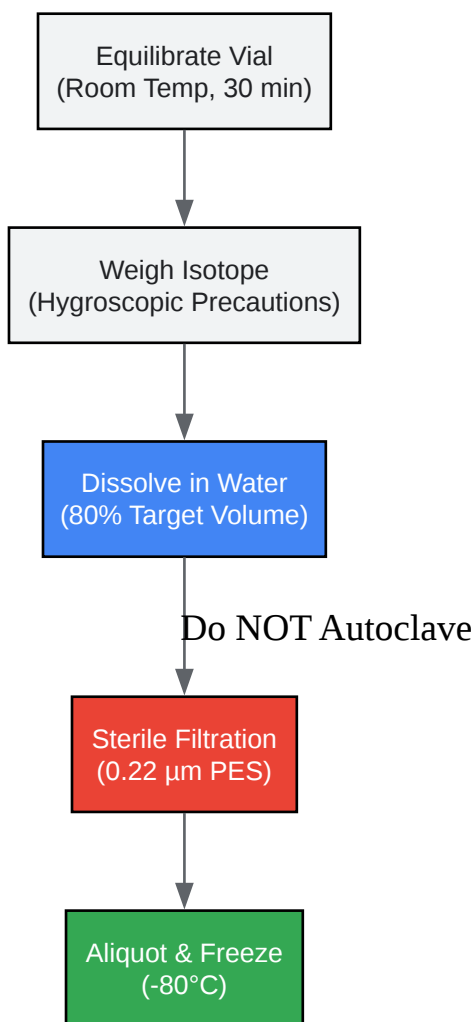 Equilibrate Vial
(Room Temp, 30 min)
Weigh Isotope
(Hygroscopic Precautions)
Dissolve in Water
(80% Target Volume)
Do NOT Autoclave
Sterile Filtration
(0.22 µm PES)
Aliquot & Freeze
(-80°C)